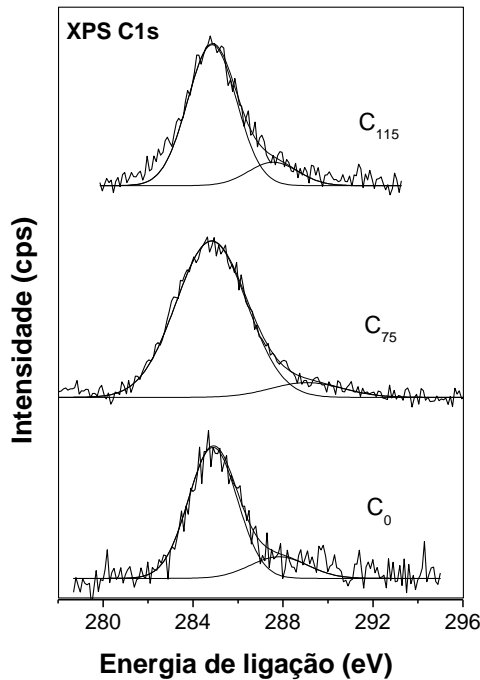 XPS C1s
C115
C75
C0
Intensidade (cps)
280 284 288 292 296
Energia de ligação (eV)